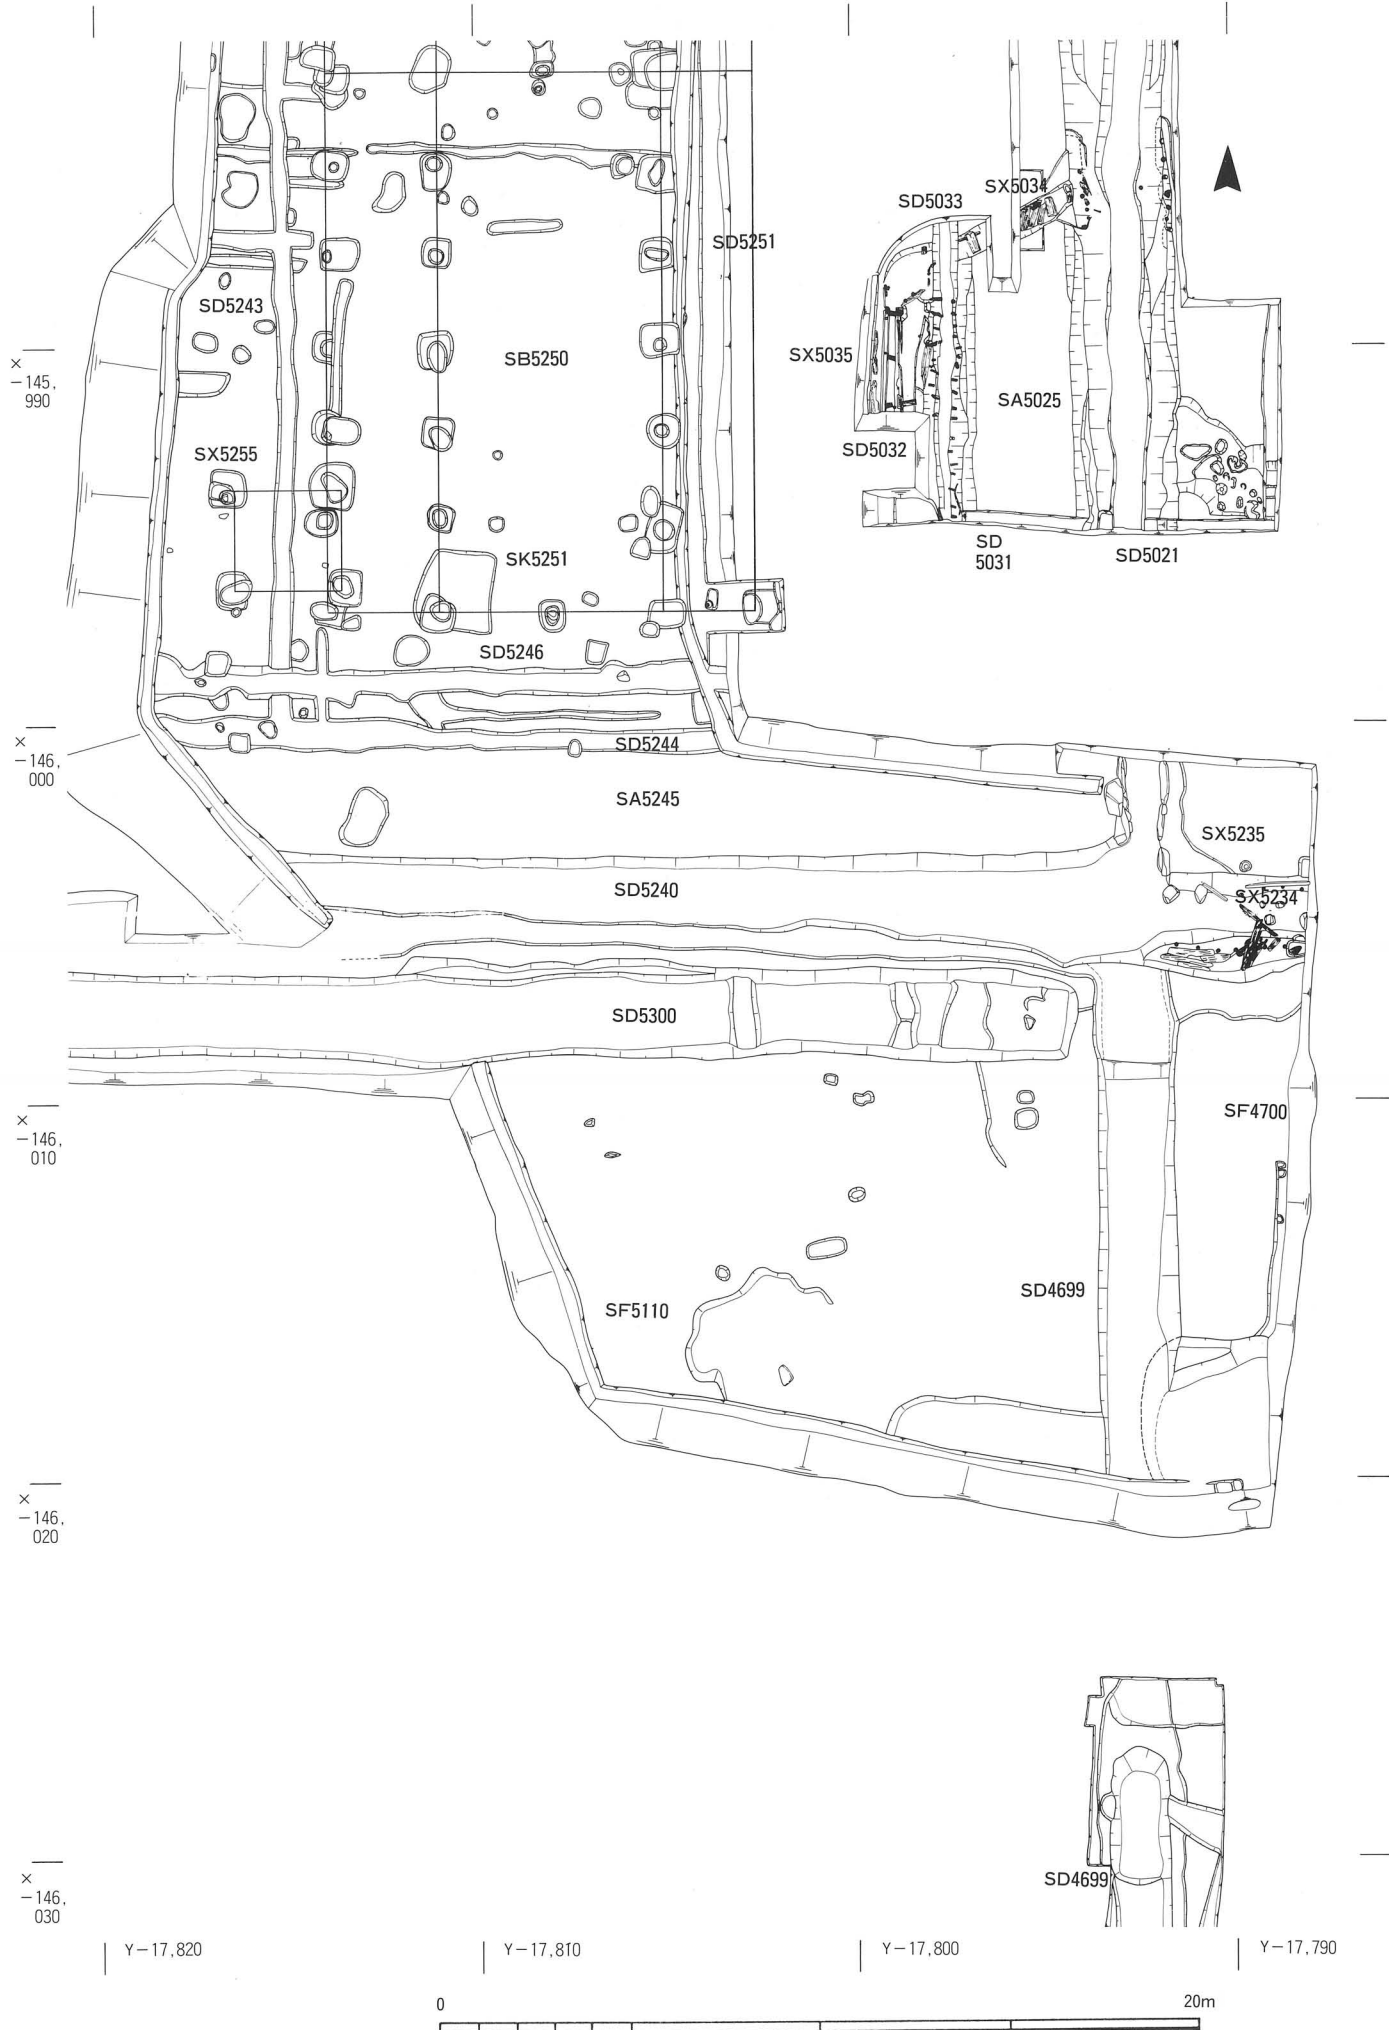 SX5034
SD5033
SD5251
SD5243
SX5035
SB5250
×
−145,
990
SA5025
SD5032
SX5255
SD
5031
SD5021
SK5251
SD5246
×
−146,
000
SD5244
SA5245
SX5235
SD5240
SX5234
SD5300
×
−146,
010
SF4700
SD4699
SF5110
×
−146,
020
×
−146,
030
SD4699
Y−17,820
Y−17,810
Y−17,800
Y−17,790
0
20m